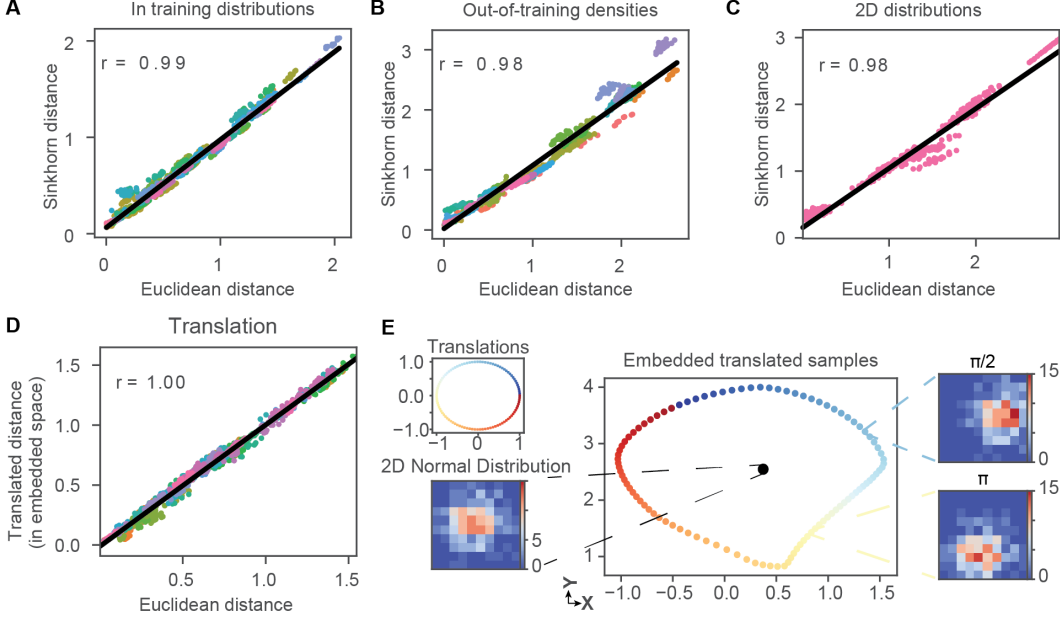 A
In training distributions
Sinkhorn distance
r = 0.99
2
1
0
0
1
2
Euclidean distance
B
Out-of-training densities
Sinkhorn distance
r = 0.98
3
2
1
0
0
1
2
Euclidean distance
C
2D distributions
Sinkhorn distance
r = 0.98
3
2
1
0
1
2
Euclidean distance
D
Translation
Translated distance
(in embedded space)
r = 1.00
1.5
1.0
0.5
0.0
0.5
1.0
1.5
Euclidean distance
E
Translations
1.0
0.0
−1.0
−1
0
1
2D Normal Distribution
5
0
Embedded translated samples
4
3
2
1
−1.0
−0.5
0.0
0.5
1.0
1.5
Y
X
π/2
15
0
π
15
0